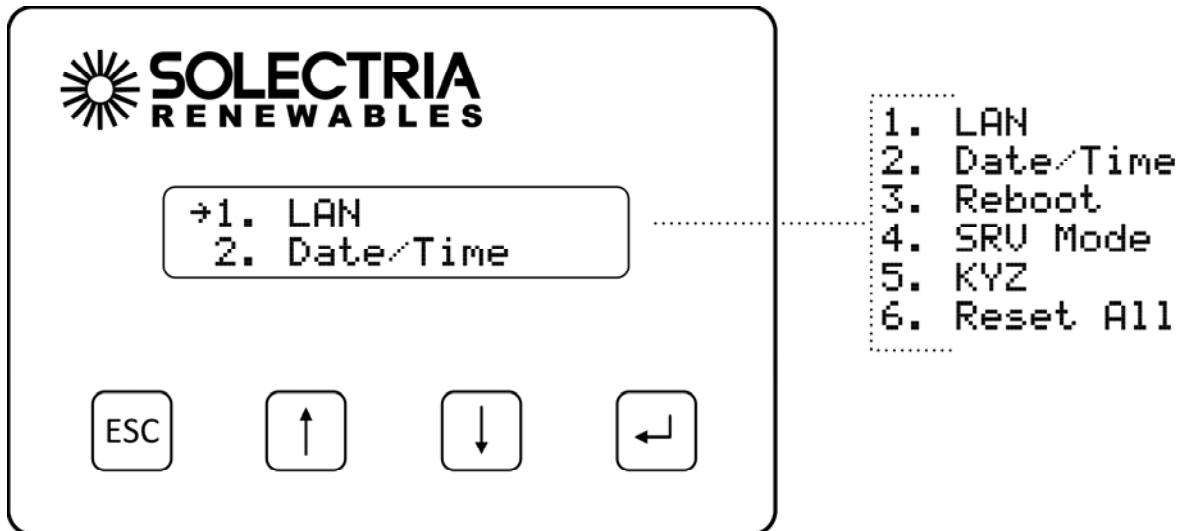 SOLECTRIA
RENEWABLES
→1. LAN
2. Date/Time
ESC
↑
↓
↵
1. LAN
2. Date/Time
3. Reboot
4. SRV Mode
5. KYZ
6. Reset All